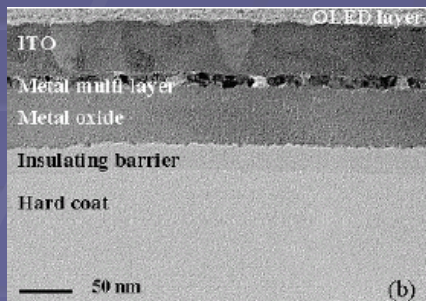 OLED layer
ITO
Metal multi layer
Metal oxide
Insulating barrier
Hard coat
50 nm
(b)